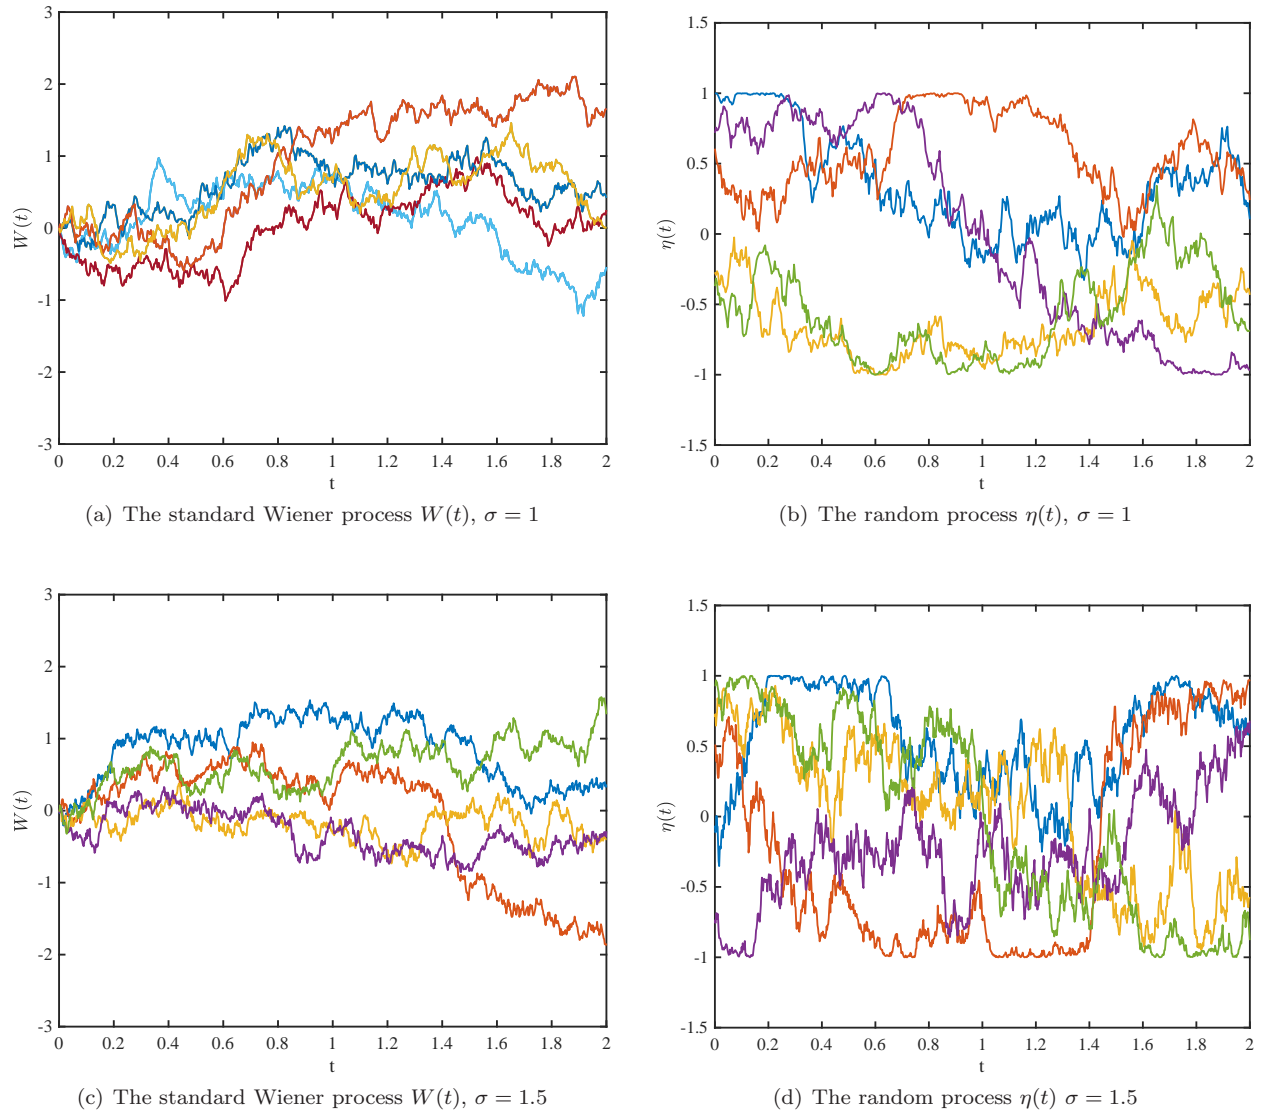 3
2
1
0
-1
-2
-3
W(t)
0 0.2 0.4 0.6 0.8 1 1.2 1.4 1.6 1.8 2
t
(a) The standard Wiener process W(t), σ = 1
1.5
1
0.5
0
-0.5
-1
-1.5
η(t)
0 0.2 0.4 0.6 0.8 1 1.2 1.4 1.6 1.8 2
t
(b) The random process η(t), σ = 1
3
2
1
0
-1
-2
-3
W(t)
0 0.2 0.4 0.6 0.8 1 1.2 1.4 1.6 1.8 2
t
(c) The standard Wiener process W(t), σ = 1.5
1.5
1
0.5
0
-0.5
-1
-1.5
η(t)
0 0.2 0.4 0.6 0.8 1 1.2 1.4 1.6 1.8 2
t
(d) The random process η(t) σ = 1.5